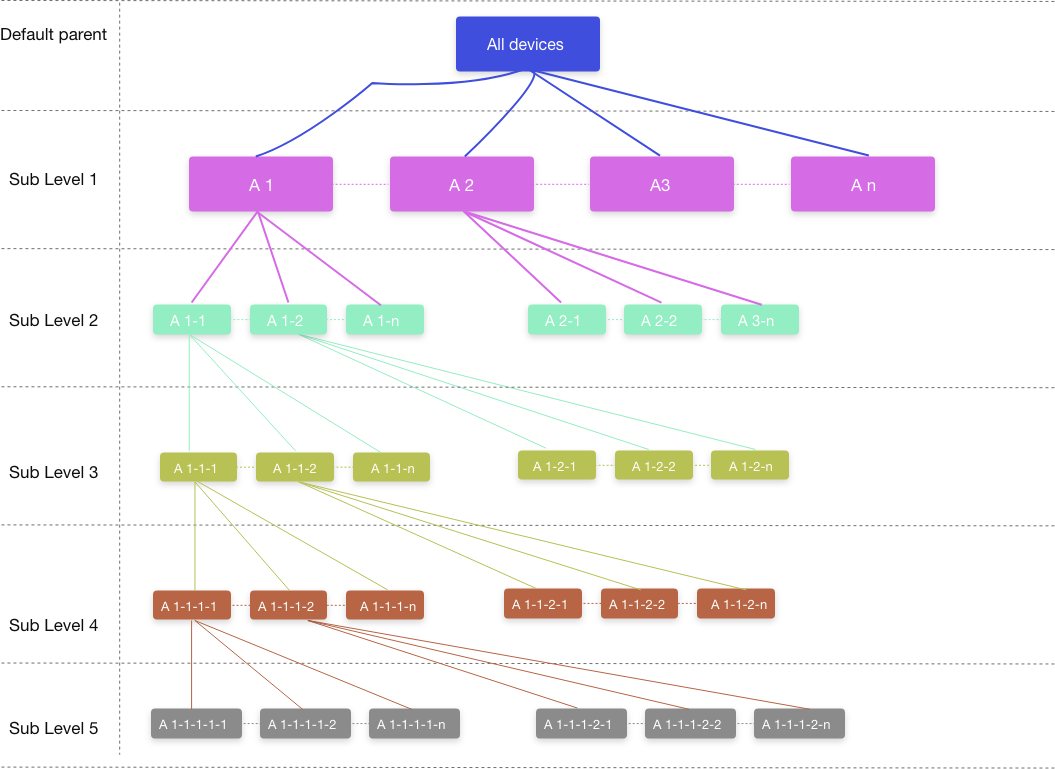 Default parent
All devices
Sub Level 1
A 1
A 2
A3
A n
Sub Level 2
A 1-1
A 1-2
A 1-n
A 2-1
A 2-2
A 3-n
Sub Level 3
A 1-1-1
A 1-1-2
A 1-1-n
A 1-2-1
A 1-2-2
A 1-2-n
Sub Level 4
A 1-1-1-1
A 1-1-1-2
A 1-1-1-n
A 1-1-2-1
A 1-1-2-2
A 1-1-2-n
Sub Level 5
A 1-1-1-1-1
A 1-1-1-1-2
A 1-1-1-1-n
A 1-1-1-2-1
A 1-1-1-2-2
A 1-1-1-2-n